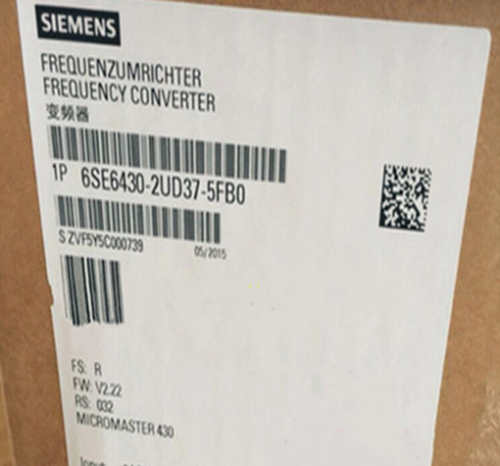 SIEMENS
FREQUENZUMRICHTER
FREQUENCY CONVERTER
变频器
1P 6SE6430-2UD37-5FB0
S ZVF5Y5C000739
05/2015
FS: R
FW: V2.22
RS: 032
MICROMASTER 430